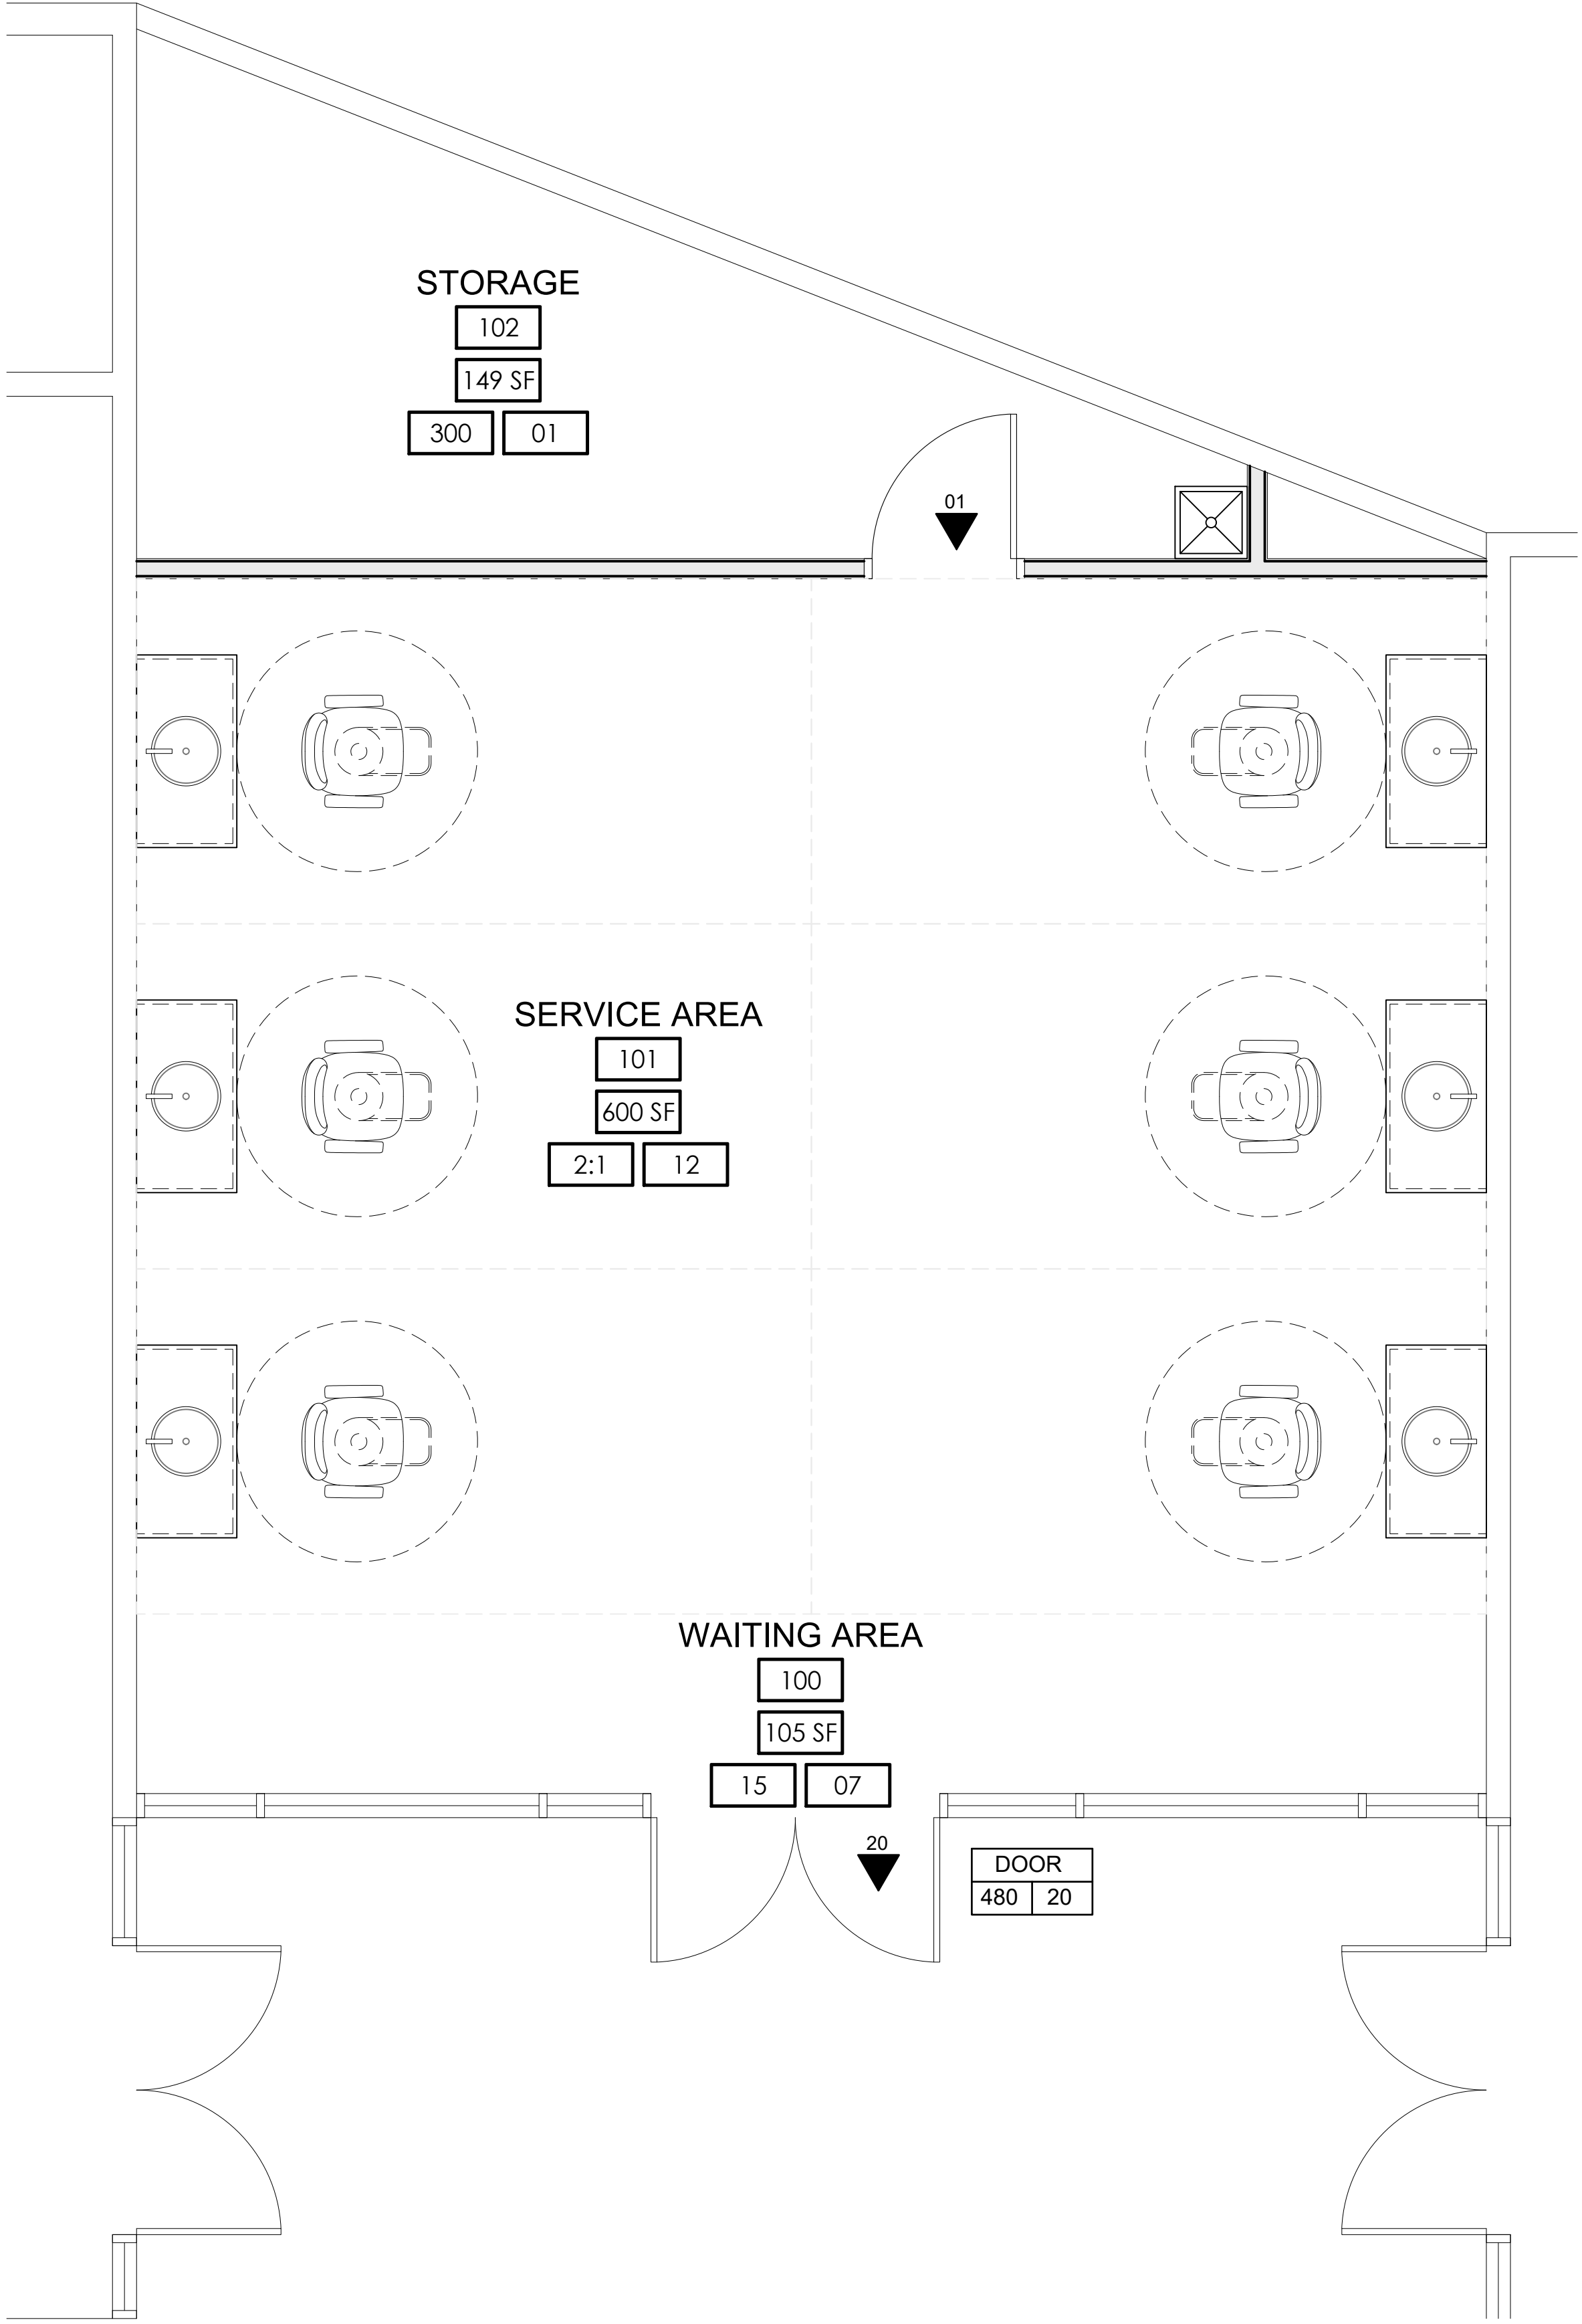 STORAGE
102
149 SF
300 01
01
SERVICE AREA
101
600 SF
2:1 12
WAITING AREA
100
105 SF
15 07
20
DOOR
480 20